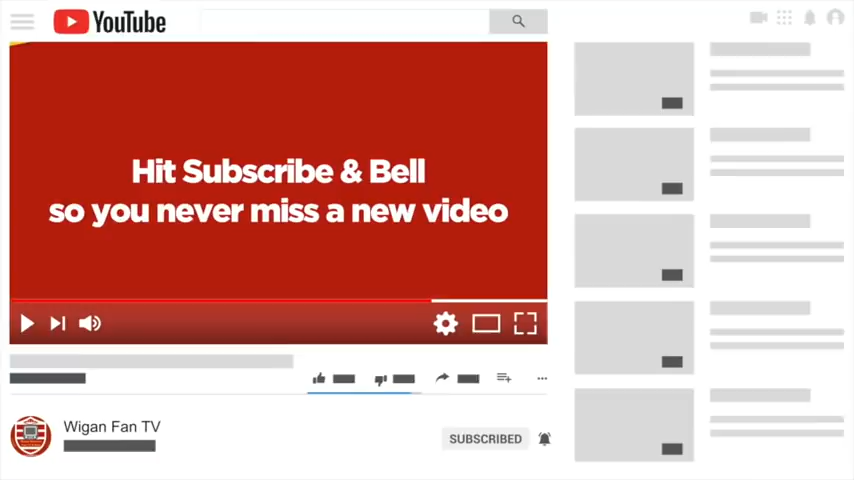 YouTube
Hit Subscribe & Bell
so you never miss a new video
Wigan Fan TV
SUBSCRIBED